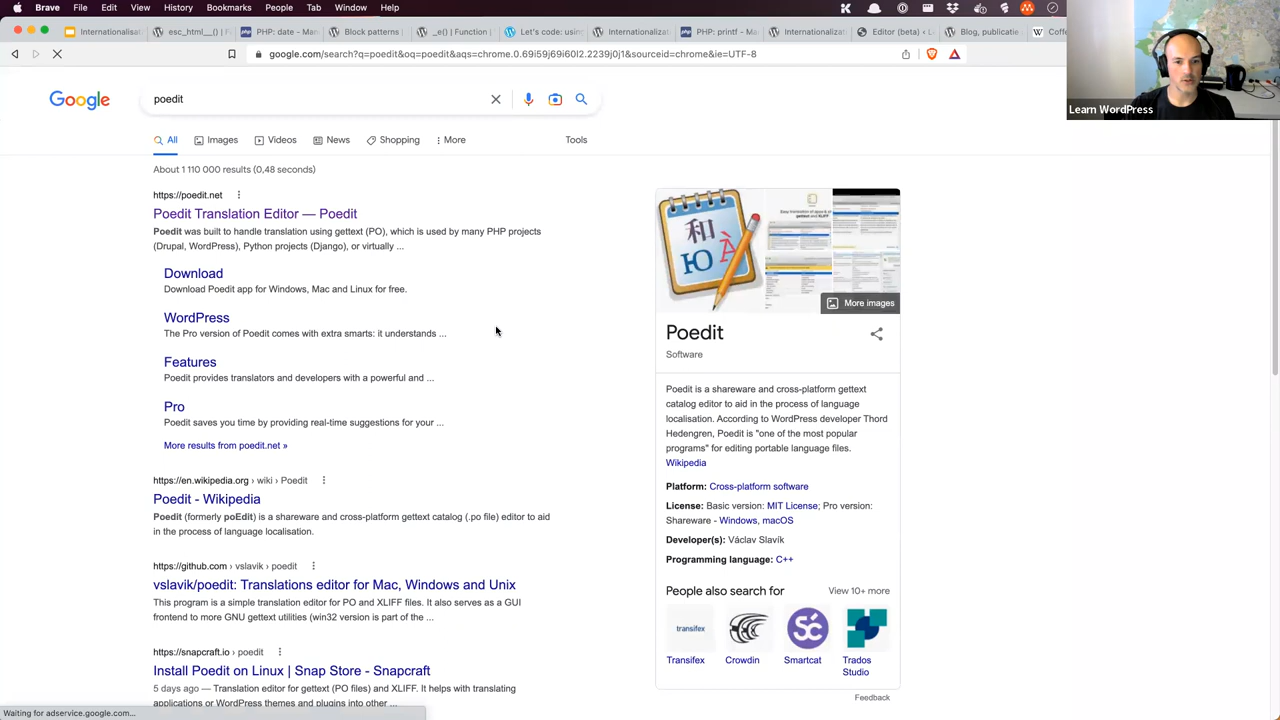 Brave File Edit View History Bookmarks Poedit Tab Window Help
Internationalisa esc_html__() | F PHP: date - Man Block patterns _e() | Function | Let's code: using Internationalizat PHP: printf - Ma Internationalizat Editor (beta) ‹ L Blog, publicatie Coffe
google.com/search?q=poedit&oq=poedit&aqs=chrome.0.69i59j69i60l2.2239j0j1&sourceid=chrome&ie=UTF-8
Learn WordPress
Google
poedit
All Images Videos News Shopping More Tools
About 1 110 000 results (0,48 seconds)
https://poedit.net
Poedit Translation Editor — Poedit
Poedit is built to handle translation using gettext (PO), which is used by many PHP projects
(Drupal, WordPress), Python projects (Django), or virtually ...
Download
Download Poedit app for Windows, Mac and Linux for free.
WordPress
The Pro version of Poedit comes with extra smarts: it understands ...
Features
Poedit provides translators and developers with a powerful and ...
Pro
Poedit saves you time by providing real-time suggestions for your ...
More results from poedit.net »
https://en.wikipedia.org › wiki › Poedit
Poedit - Wikipedia
Poedit (formerly poEdit) is a shareware and cross-platform gettext catalog (.po file) editor to aid
in the process of language localisation.
https://github.com › vslavik › poedit
vslavik/poedit: Translations editor for Mac, Windows and Unix
This program is a simple translation editor for PO and XLIFF files. It also serves as a GUI
frontend to more GNU gettext utilities (win32 version is part of the ...
https://snapcraft.io › poedit
Install Poedit on Linux | Snap Store - Snapcraft
5 days ago — Translation editor for gettext (PO files) and XLIFF. It helps with translating
applications or WordPress themes and plugins into other ...
Waiting for adservice.google.com...
和
Ю
More images
Poedit
Software
Poedit is a shareware and cross-platform gettext
catalog editor to aid in the process of language
localisation. According to WordPress developer Thord
Hedengren, Poedit is "one of the most popular
programs" for editing portable language files.
Wikipedia
Platform: Cross-platform software
License: Basic version: MIT License; Pro version:
Shareware - Windows, macOS
Developer(s): Václav Slavík
Programming language: C++
People also search for View 10+ more
transifex
Sc
Transifex Crowdin Smartcat Trados
Studio
Feedback